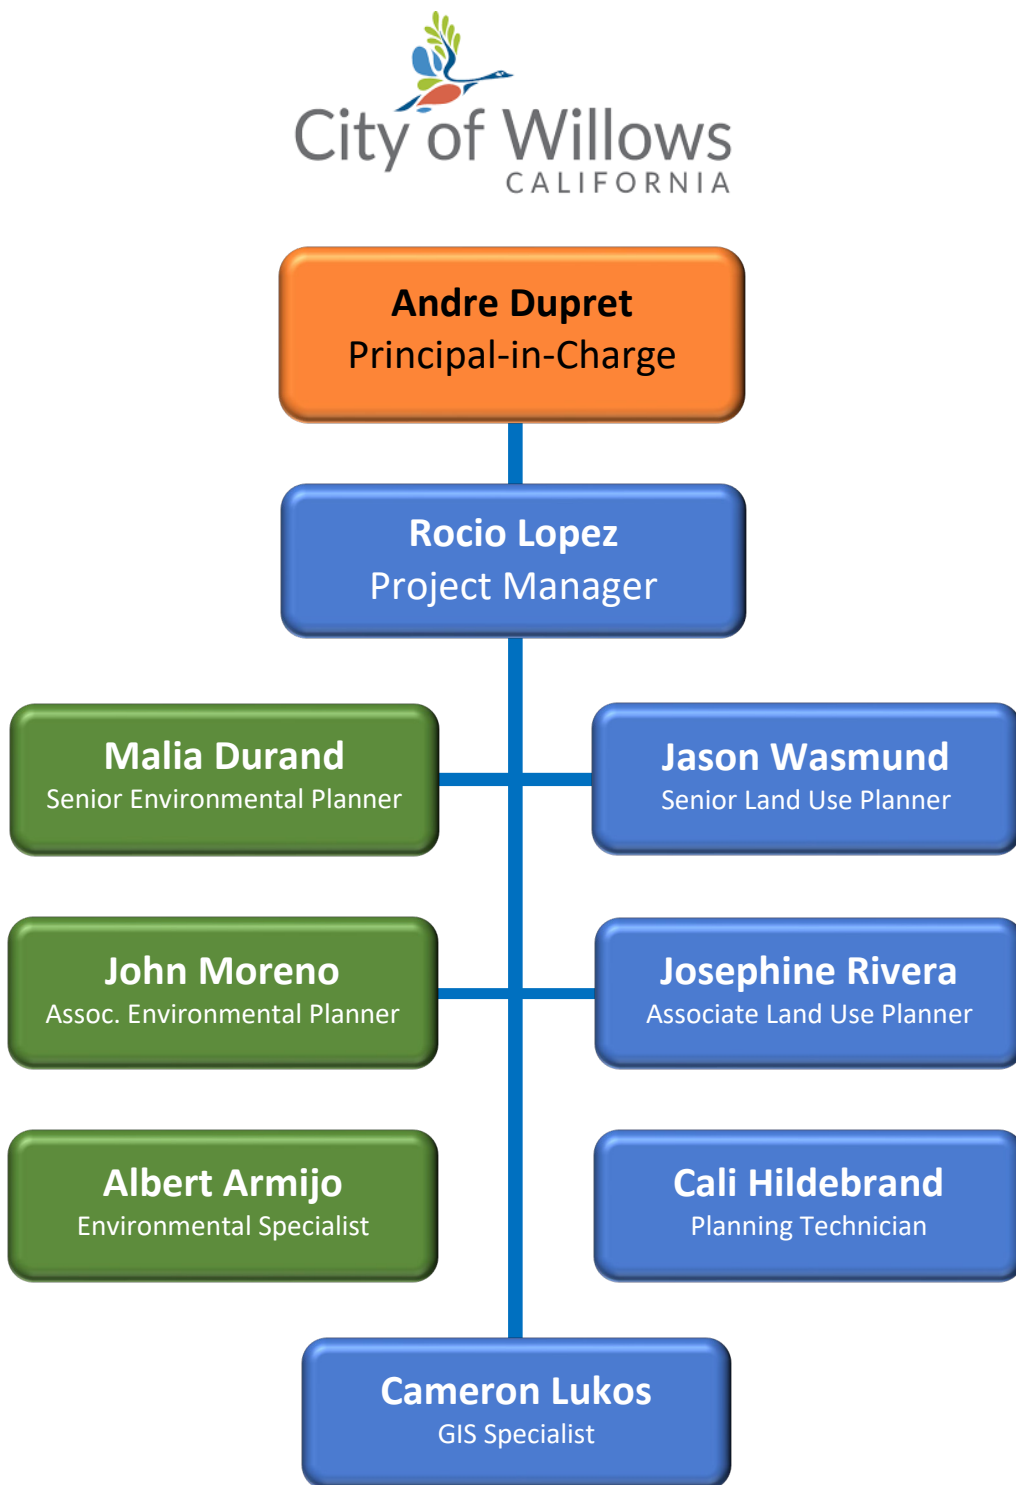 City of Willows
CALIFORNIA
Andre Dupret
Principal-in-Charge
Rocio Lopez
Project Manager
Malia Durand
Senior Environmental Planner
Jason Wasmund
Senior Land Use Planner
John Moreno
Assoc. Environmental Planner
Josephine Rivera
Associate Land Use Planner
Albert Armijo
Environmental Specialist
Cali Hildebrand
Planning Technician
Cameron Lukos
GIS Specialist